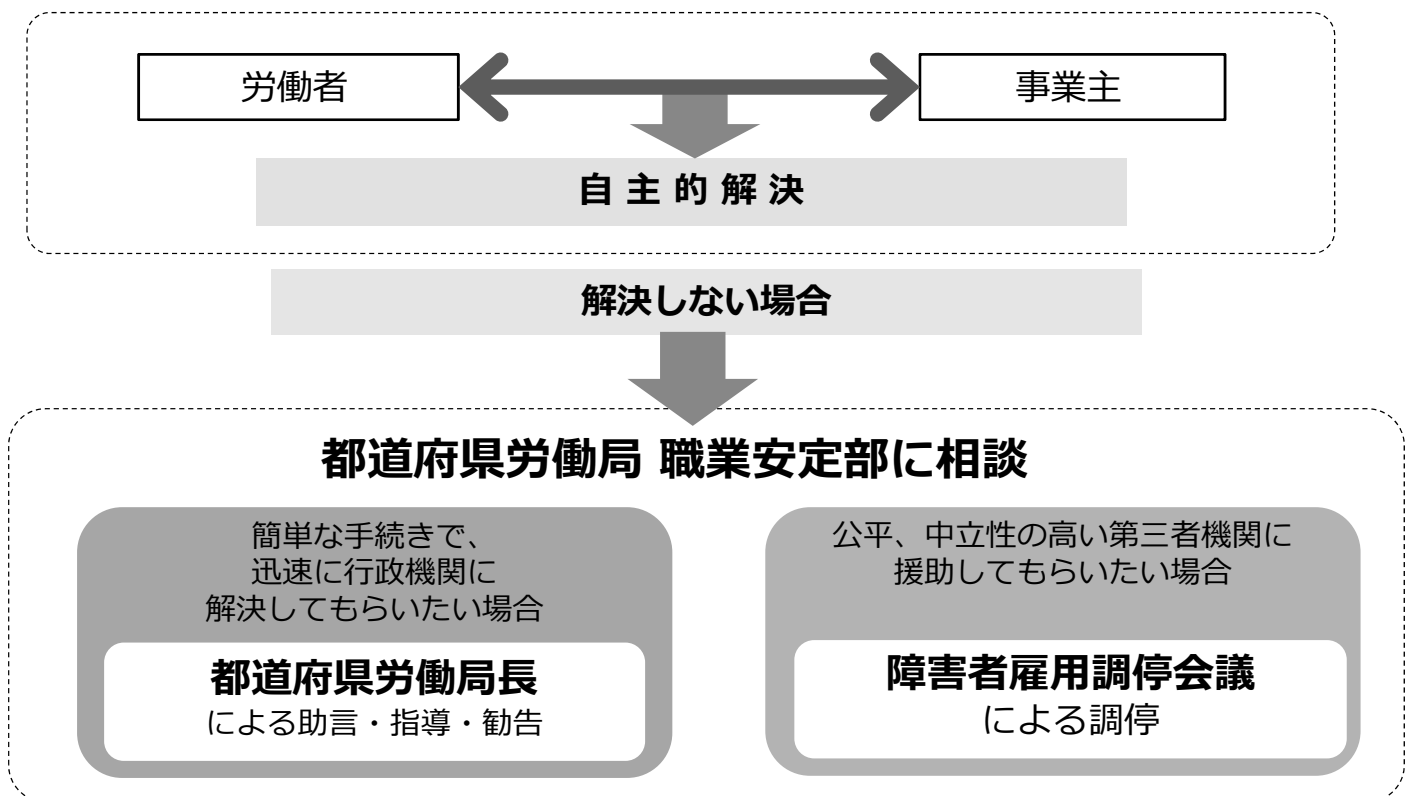 労働者
事業主
自主的解決
解決しない場合
都道府県労働局 職業安定部に相談
簡単な手続きで、
迅速に行政機関に
解決してもらいたい場合
都道府県労働局長
による助言・指導・勧告
公平、中立性の高い第三者機関に
援助してもらいたい場合
障害者雇用調停会議
による調停